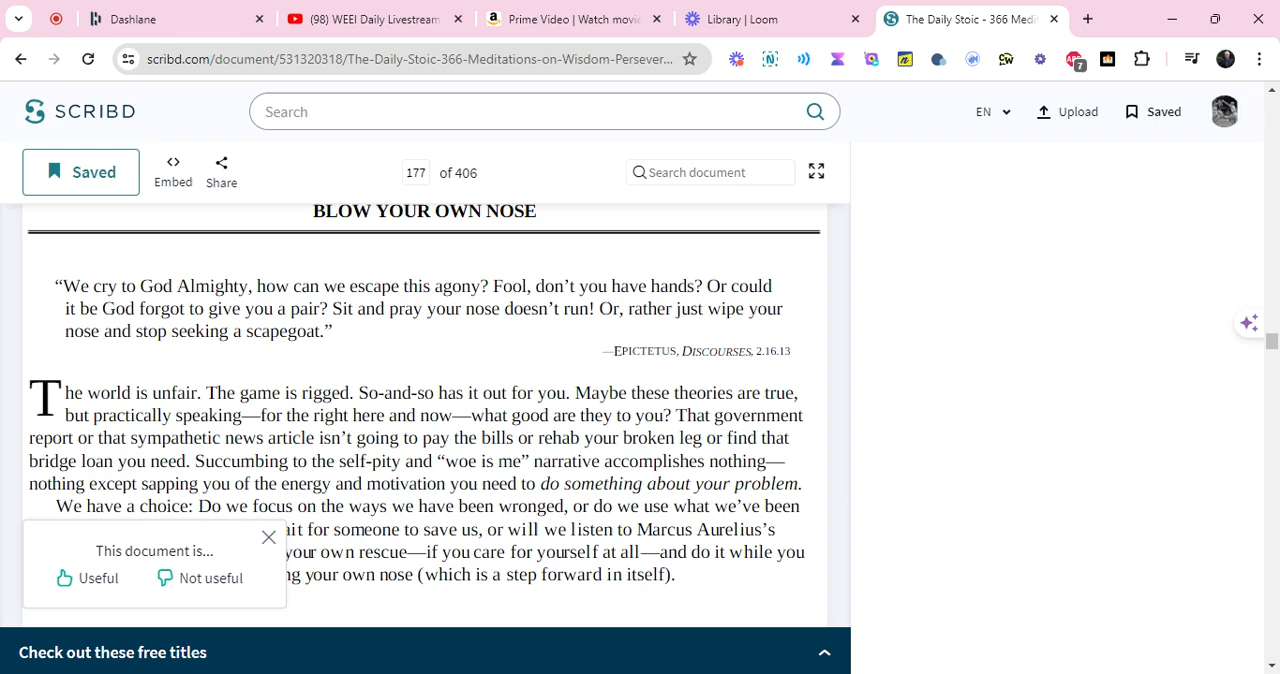 Dashlane
(98) WEEI Daily Livestream
Prime Video | Watch movie
Library | Loom
The Daily Stoic - 366 Medi
scribd.com/document/531320318/The-Daily-Stoic-366-Meditations-on-Wisdom-Persever...
7
SCRIBD
Search
EN
Upload
Saved
Saved
Embed
Share
177 of 406
Search document
BLOW YOUR OWN NOSE
“We cry to God Almighty, how can we escape this agony? Fool, don’t you have hands? Or could
it be God forgot to give you a pair? Sit and pray your nose doesn’t run! Or, rather just wipe your
nose and stop seeking a scapegoat.”
—EPICTETUS, DISCOURSES, 2.16.13
The world is unfair. The game is rigged. So-and-so has it out for you. Maybe these theories are true,
but practically speaking—for the right here and now—what good are they to you? That government
report or that sympathetic news article isn’t going to pay the bills or rehab your broken leg or find that
bridge loan you need. Succumbing to the self-pity and “woe is me” narrative accomplishes nothing—
nothing except sapping you of the energy and motivation you need to do something about your problem.
We have a choice: Do we focus on the ways we have been wronged, or do we use what we’ve been
ait for someone to save us, or will we listen to Marcus Aurelius’s
your own rescue—if you care for yourself at all—and do it while you
ng your own nose (which is a step forward in itself).
This document is...
Useful
Not useful
Check out these free titles